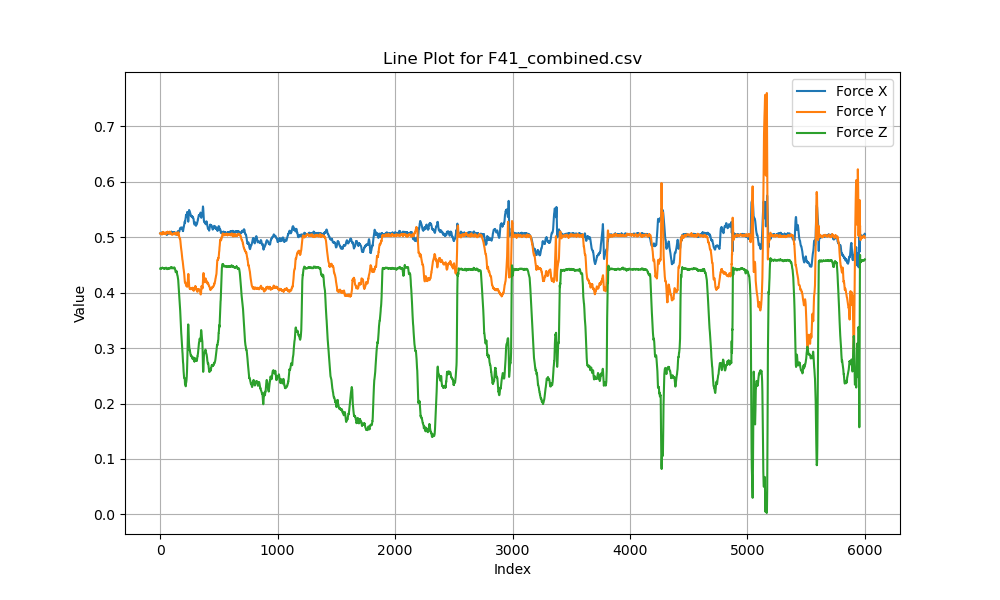 Line Plot for F41_combined.csv
Force X
Force Y
Force Z
Value
0.7
0.6
0.5
0.4
0.3
0.2
0.1
0.0
0 1000 2000 3000 4000 5000 6000
Index